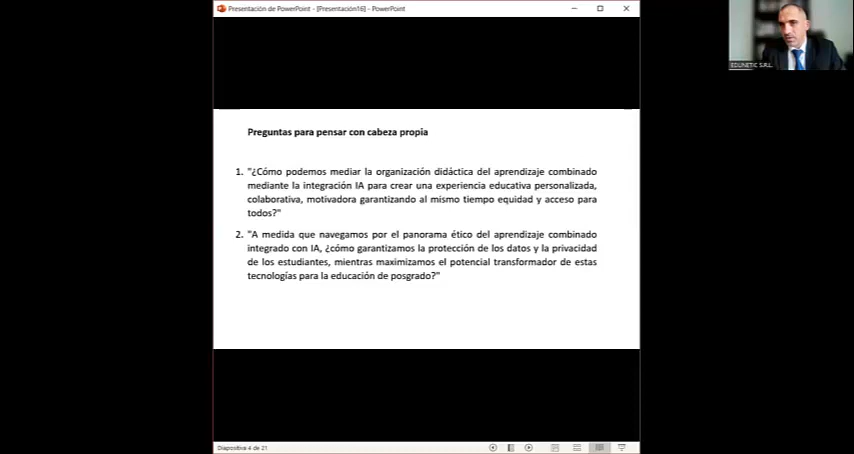 Presentación de PowerPoint - [Presentación16] - PowerPoint
EDUNETIC S.R.L.
Preguntas para pensar con cabeza propia
1. "¿Cómo podemos mediar la organización didáctica del aprendizaje combinado
mediante la integración IA para crear una experiencia educativa personalizada,
colaborativa, motivadora garantizando al mismo tiempo equidad y acceso para
todos?"
2. "A medida que navegamos por el panorama ético del aprendizaje combinado
integrado con IA, ¿cómo garantizamos la protección de los datos y la privacidad
de los estudiantes, mientras maximizamos el potencial transformador de estas
tecnologías para la educación de posgrado?"
Diapositiva 4 de 21